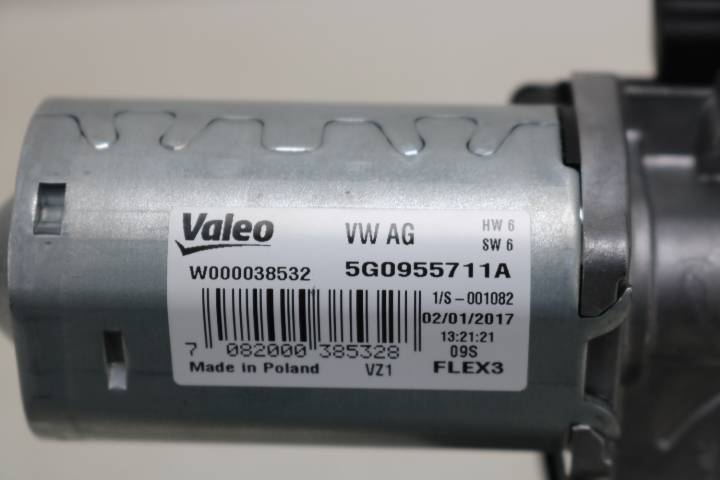 Valeo VW AG HW 6
SW 6
W000038532 5G0955711A
1/S-001082
02/01/2017
13:21:21
7 082000 385328 09S
Made in Poland VZ1 FLEX3